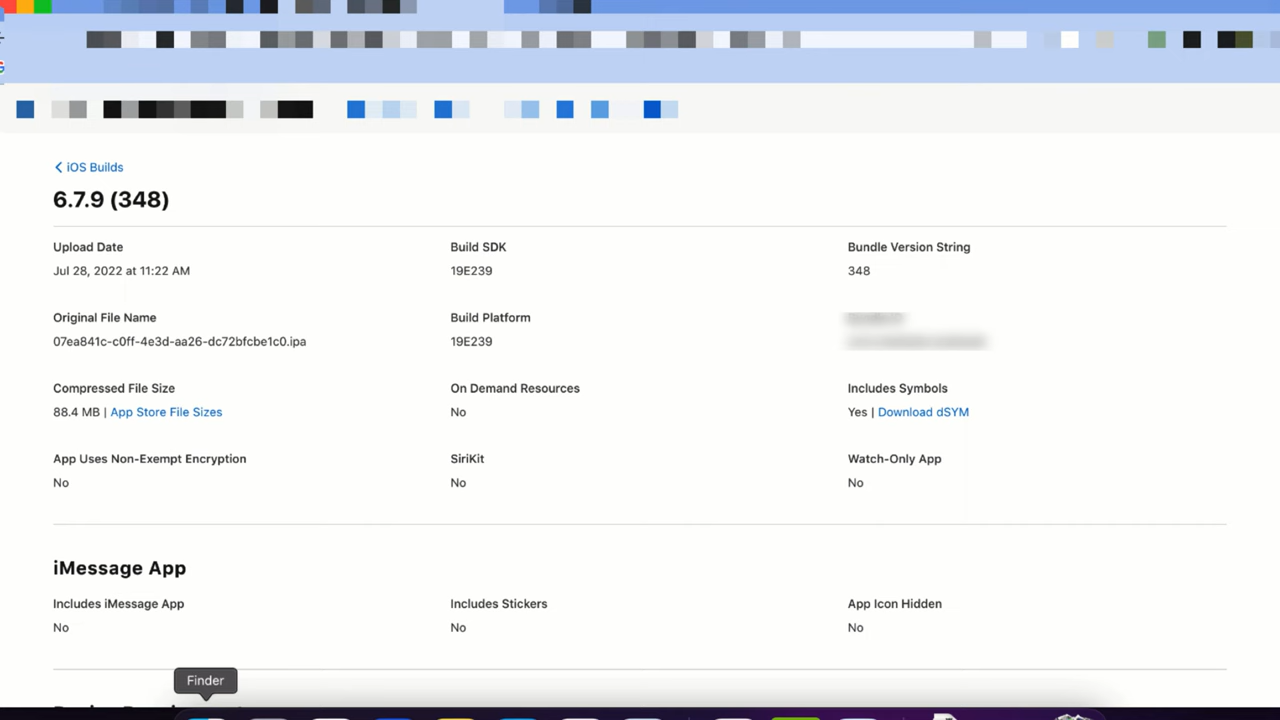 iOS Builds
6.7.9 (348)
Upload Date
Build SDK
Bundle Version String
Jul 28, 2022 at 11:22 AM
19E239
348
Original File Name
Build Platform
07ea841c-c0ff-4e3d-aa26-dc72bfcbe1c0.ipa
19E239
Compressed File Size
On Demand Resources
Includes Symbols
88.4 MB | App Store File Sizes
No
Yes | Download dSYM
App Uses Non-Exempt Encryption
SiriKit
Watch-Only App
No
No
No
iMessage App
Includes iMessage App
Includes Stickers
App Icon Hidden
No
No
No
Finder